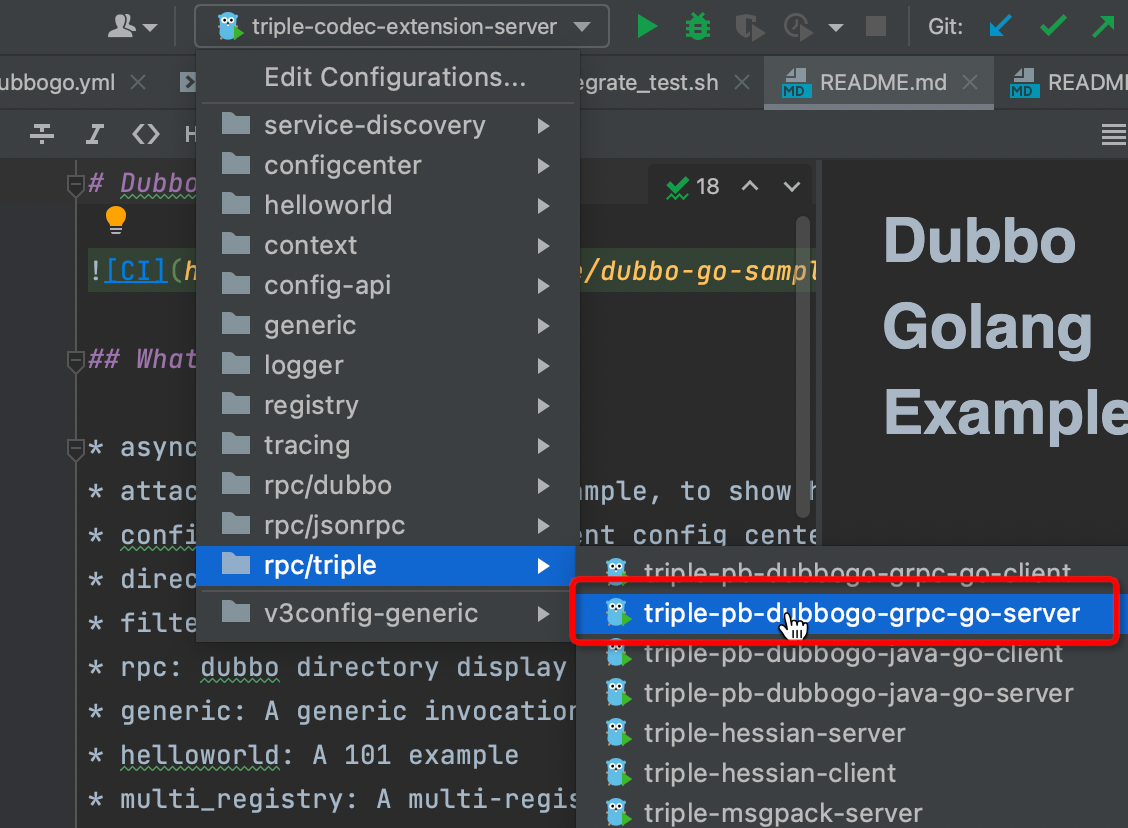 triple-codec-extension-server
Git:
ubbogo.yml
egrate_test.sh
README.md
READM
Edit Configurations...
service-discovery
configcenter
helloworld
context
config-api
generic
logger
registry
tracing
rpc/dubbo
rpc/jsonrpc
rpc/triple
v3config-generic
triple-pb-dubbogo-grpc-go-client
triple-pb-dubbogo-grpc-go-server
triple-pb-dubbogo-java-go-client
triple-pb-dubbogo-java-go-server
triple-hessian-server
triple-hessian-client
triple-msgpack-server
# Dubbo
18
![CI](h
/dubbo-go-sampl
## What
* async
* attac
mple, to show h
* confi
ent config cente
* direc
* filte
* rpc: dubbo directory display
* generic: A generic invocation
* helloworld: A 101 example
* multi_registry: A multi-regis
Dubbo
Golang
Example
MD
MD
H